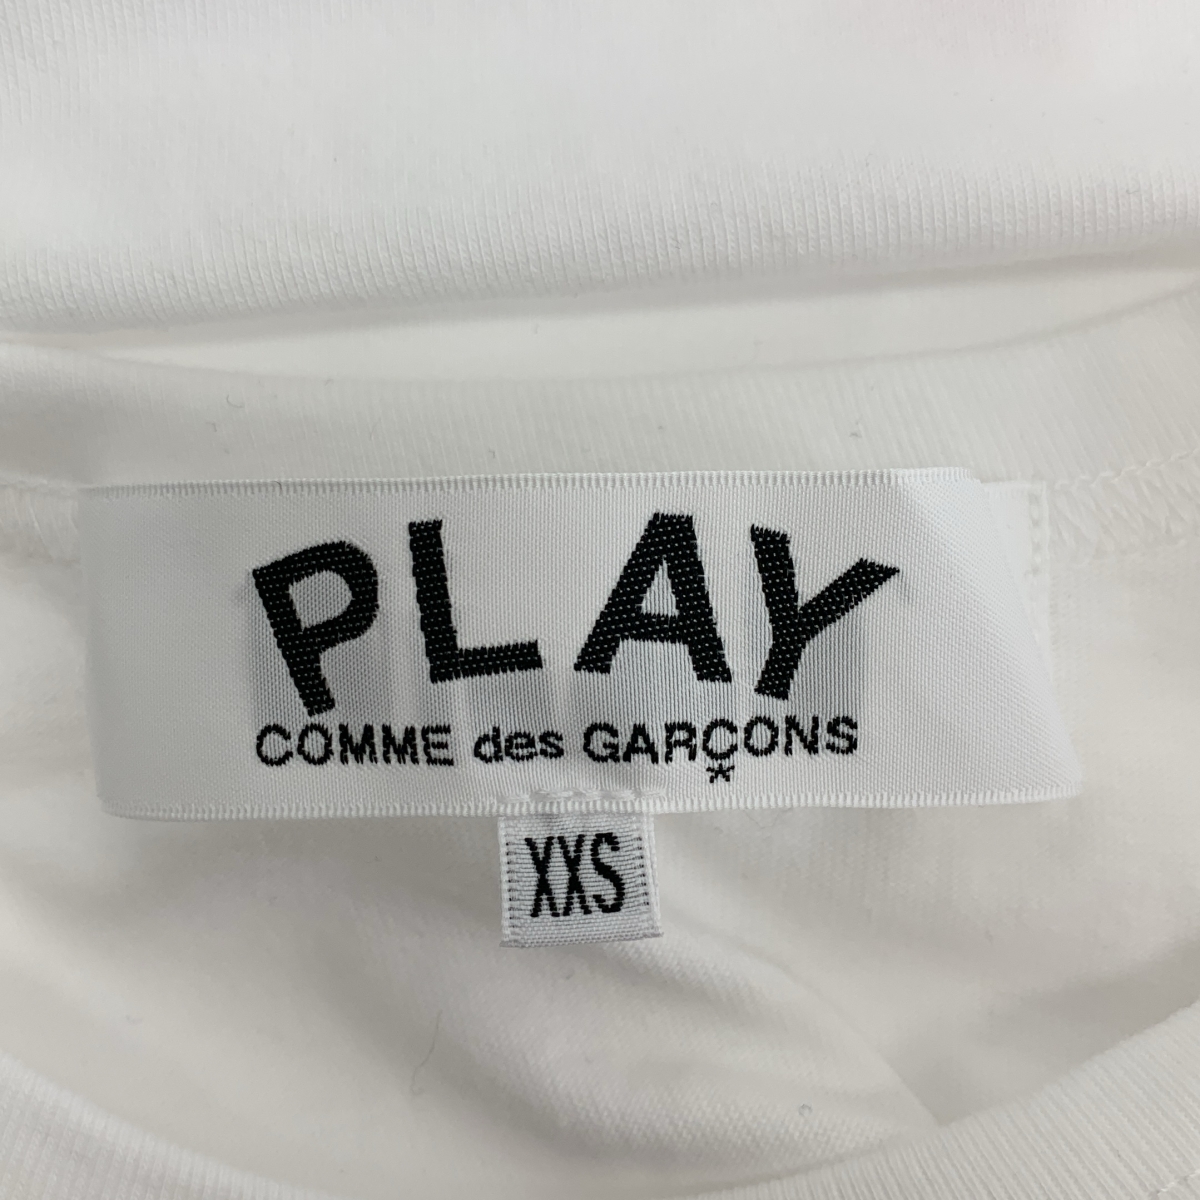 PLAY
COMME des GARÇONS
*
XXS